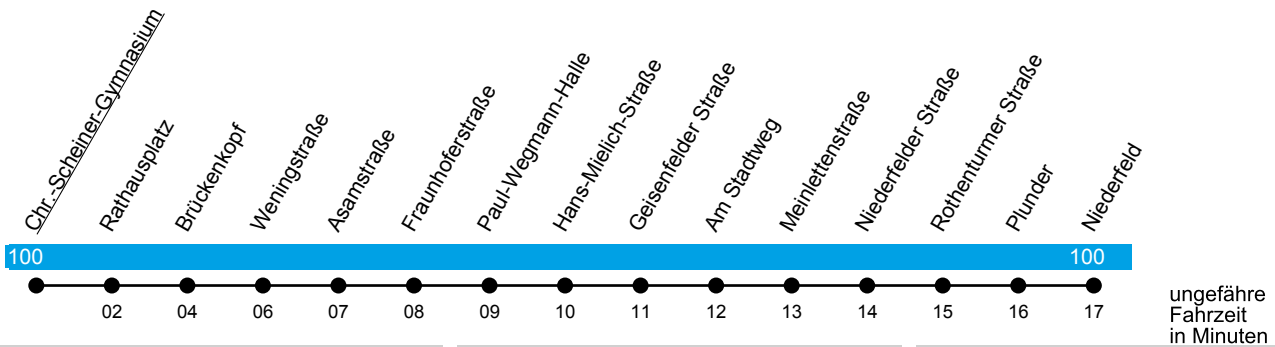 Chr.-Scheiner-Gymnasium
Rathausplatz
Brückenkopf
Weningstraße
Asamstraße
Fraunhoferstraße
Paul-Wegmann-Halle
Hans-Mielich-Straße
Geisenfelder Straße
Am Stadtweg
Meinlettenstraße
Niederfelder Straße
Rothenturmer Straße
Plunder
Niederfeld
100 100
02 04 06 07 08 09 10 11 12 13 14 15 16 17
ungefähre
Fahrzeit
in Minuten